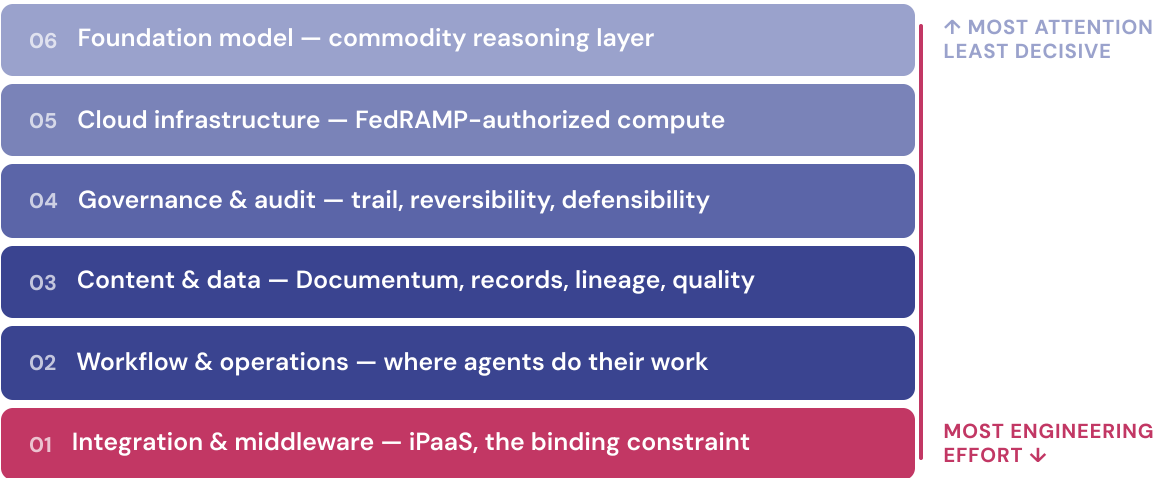 06 Foundation model — commodity reasoning layer
↑ MOST ATTENTION
LEAST DECISIVE
05 Cloud infrastructure — FedRAMP-authorized compute
04 Governance & audit — trail, reversibility, defensibility
03 Content & data — Documentum, records, lineage, quality
02 Workflow & operations — where agents do their work
01 Integration & middleware — iPaaS, the binding constraint
MOST ENGINEERING
EFFORT ↓